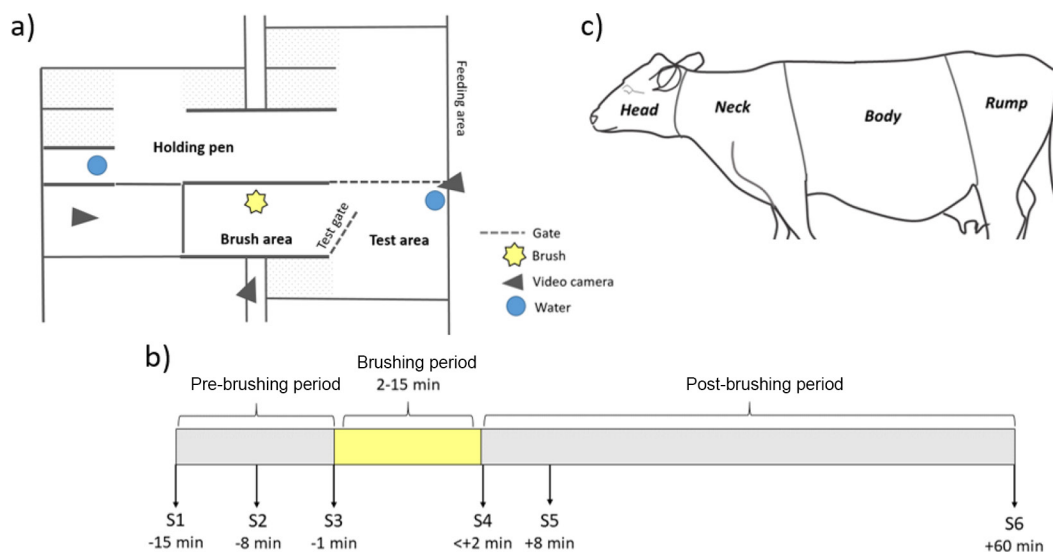 a)
Holding pen
Feeding area
Brush area
Test gate
Test area
Gate
Brush
Video camera
Water
c)
Head
Neck
Body
Rump
b)
Pre-brushing period
Brushing period
2-15 min
Post-brushing period
S1
-15 min
S2
-8 min
S3
-1 min
S4
<+2 min
S5
+8 min
S6
+60 min